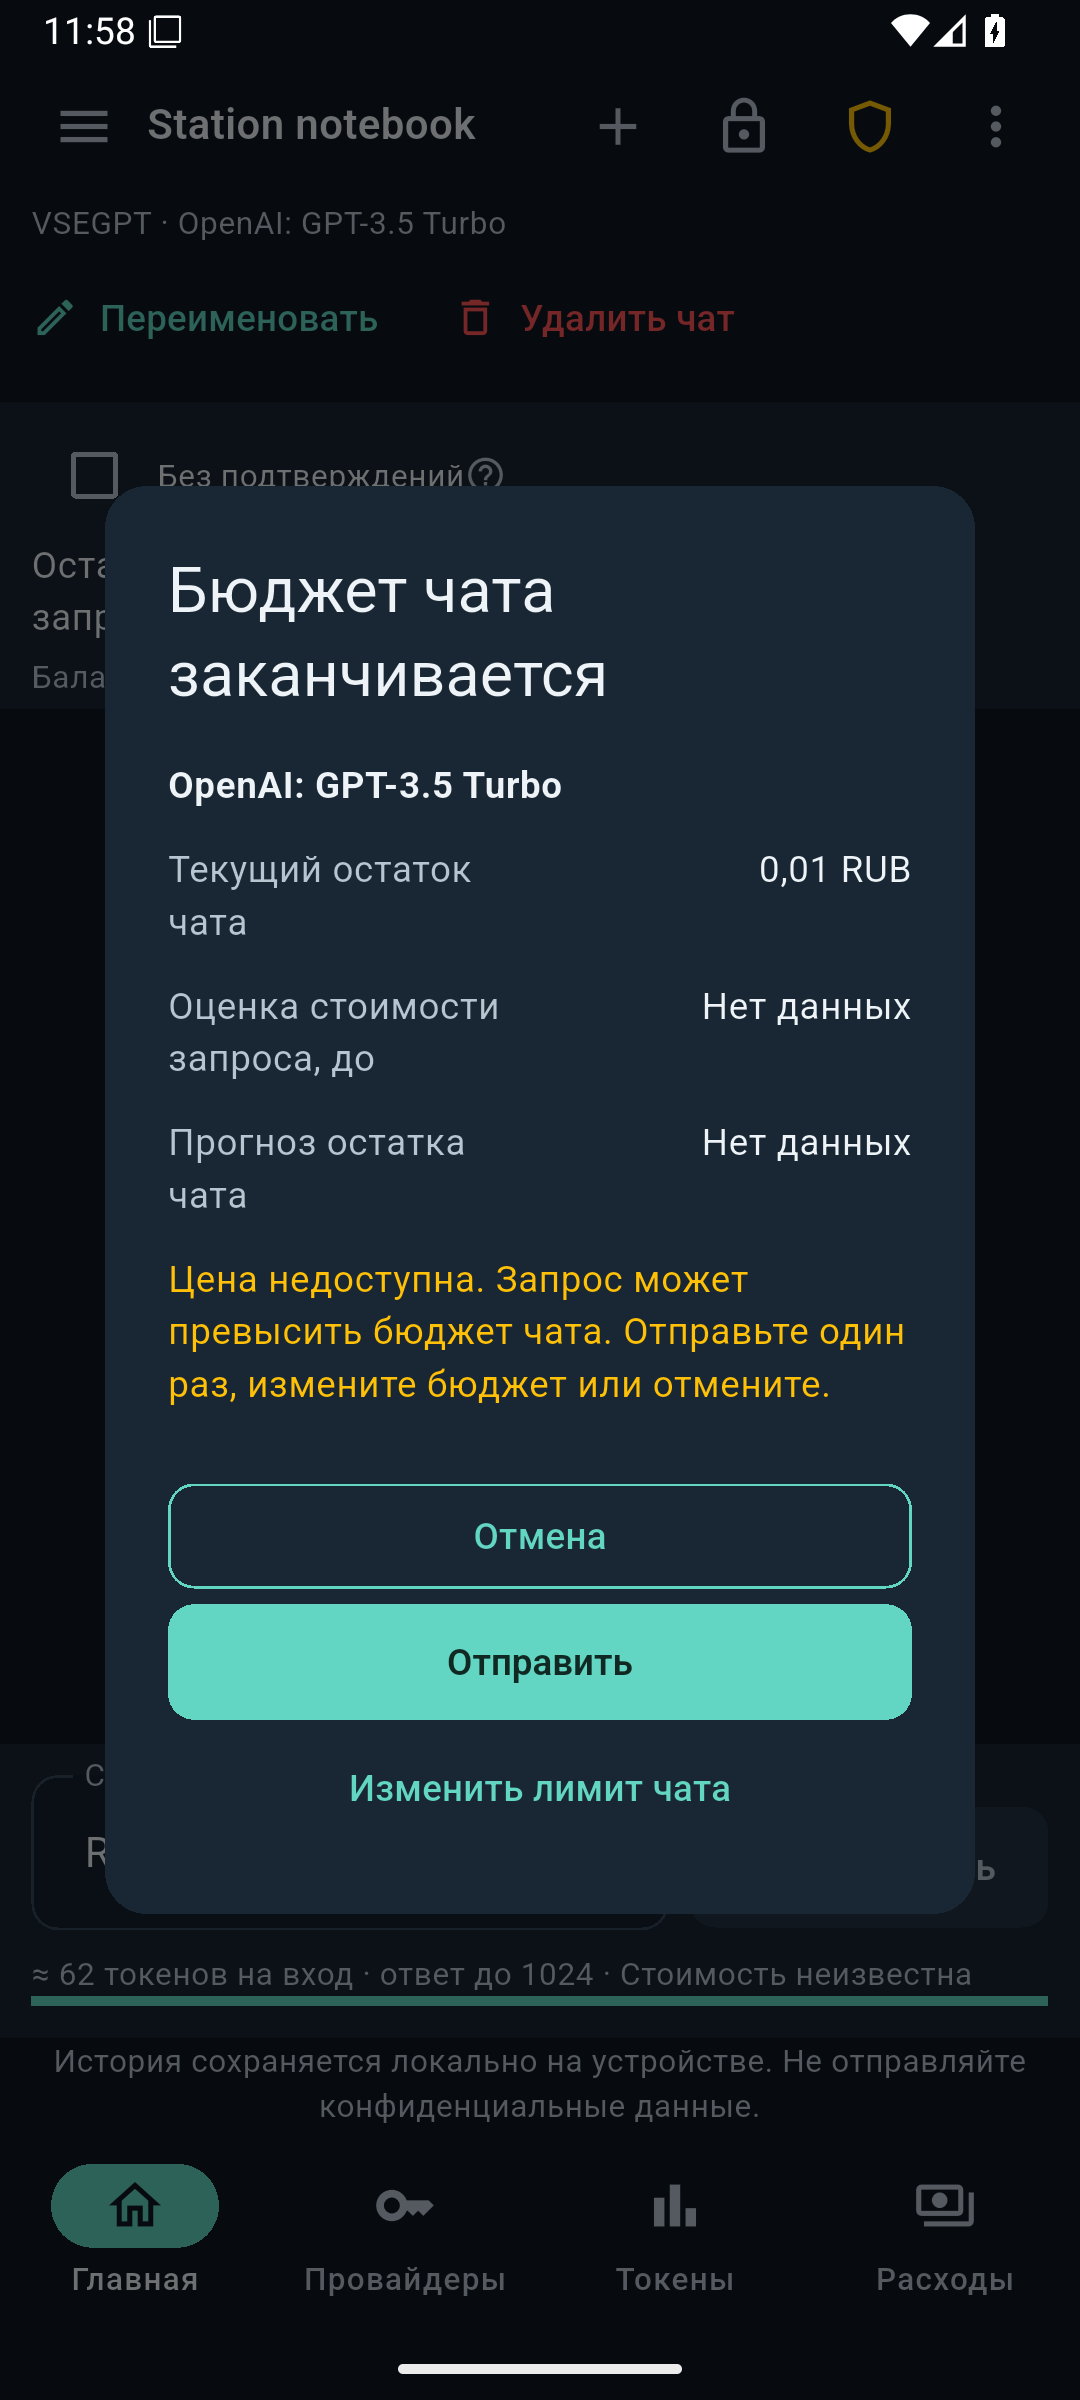 11:58
Station notebook
VSEGPT · OpenAI: GPT-3.5 Turbo
Переименовать
Удалить чат
Без подтверждений
Бюджет чата
заканчивается
OpenAI: GPT-3.5 Turbo
Текущий остаток
чата
0,01 RUB
Оценка стоимости
запроса, до
Нет данных
Прогноз остатка
чата
Нет данных
Цена недоступна. Запрос может
превысить бюджет чата. Отправьте один
раз, измените бюджет или отмените.
Отмена
Отправить
Изменить лимит чата
≈ 62 токенов на вход · ответ до 1024 · Стоимость неизвестна
История сохраняется локально на устройстве. Не отправляйте
конфиденциальные данные.
Главная
Провайдеры
Токены
Расходы